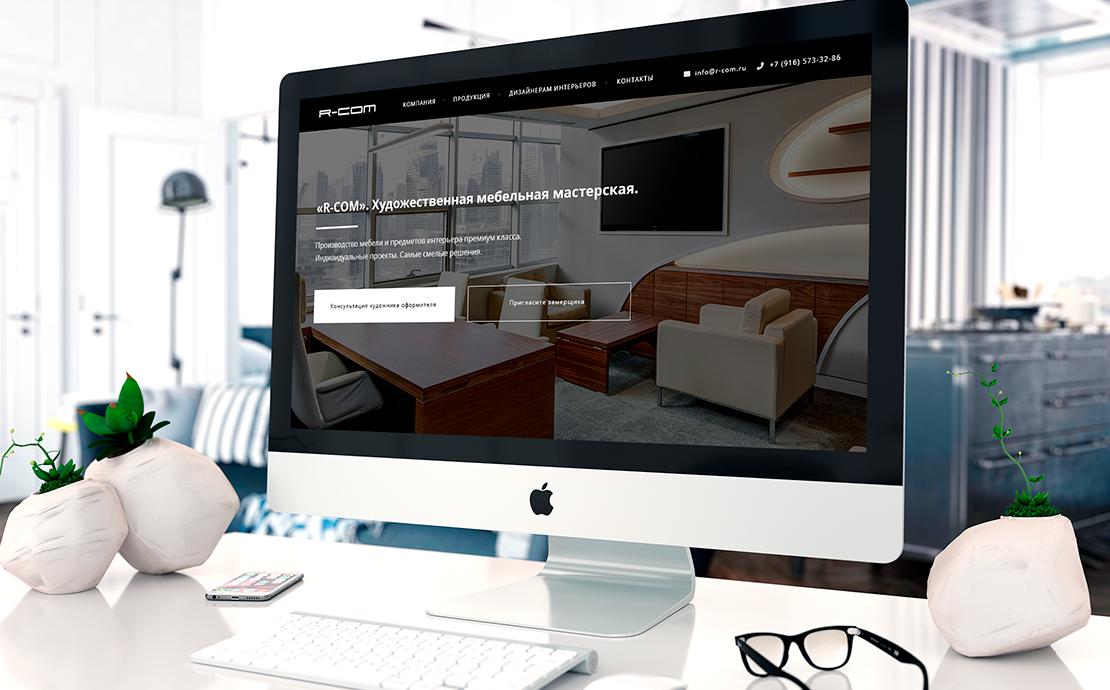 R-COM
КОМПАНИЯ
ПРОДУКЦИЯ
ДИЗАЙНЕРАМ ИНТЕРЬЕРОВ
КОНТАКТЫ
info@r-com.ru
+7 (916) 573-32-86
«R-COM». Художественная мебельная мастерская.
Производство мебели и предметов интерьера премиум класса.
Индивидуальные проекты. Самые смелые решения.
Консультация художника оформителя
Пригласите замерщика